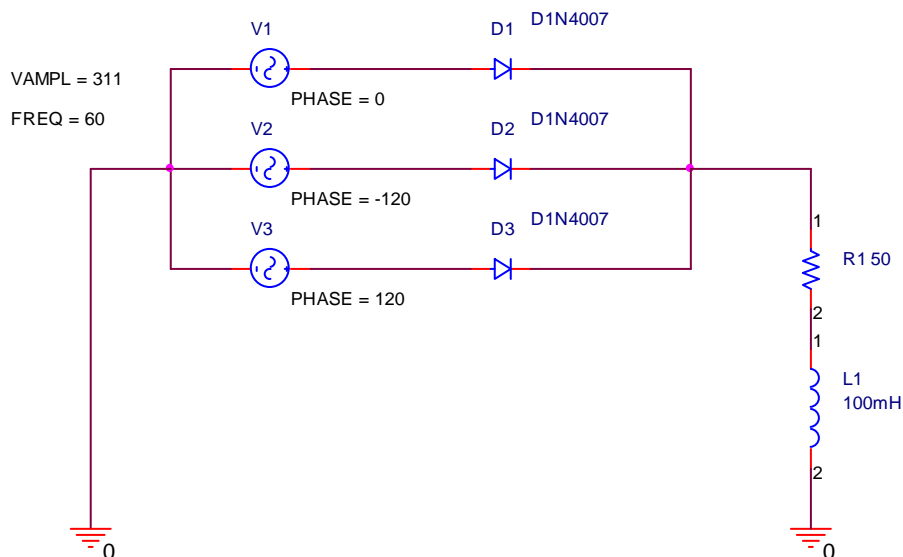 V1
D1
D1N4007
VAMPL = 311
PHASE = 0
FREQ = 60
V2
D2
D1N4007
PHASE = -120
V3
D3
D1N4007
PHASE = 120
1
R1 50
2
1
L1
100mH
2
0
0